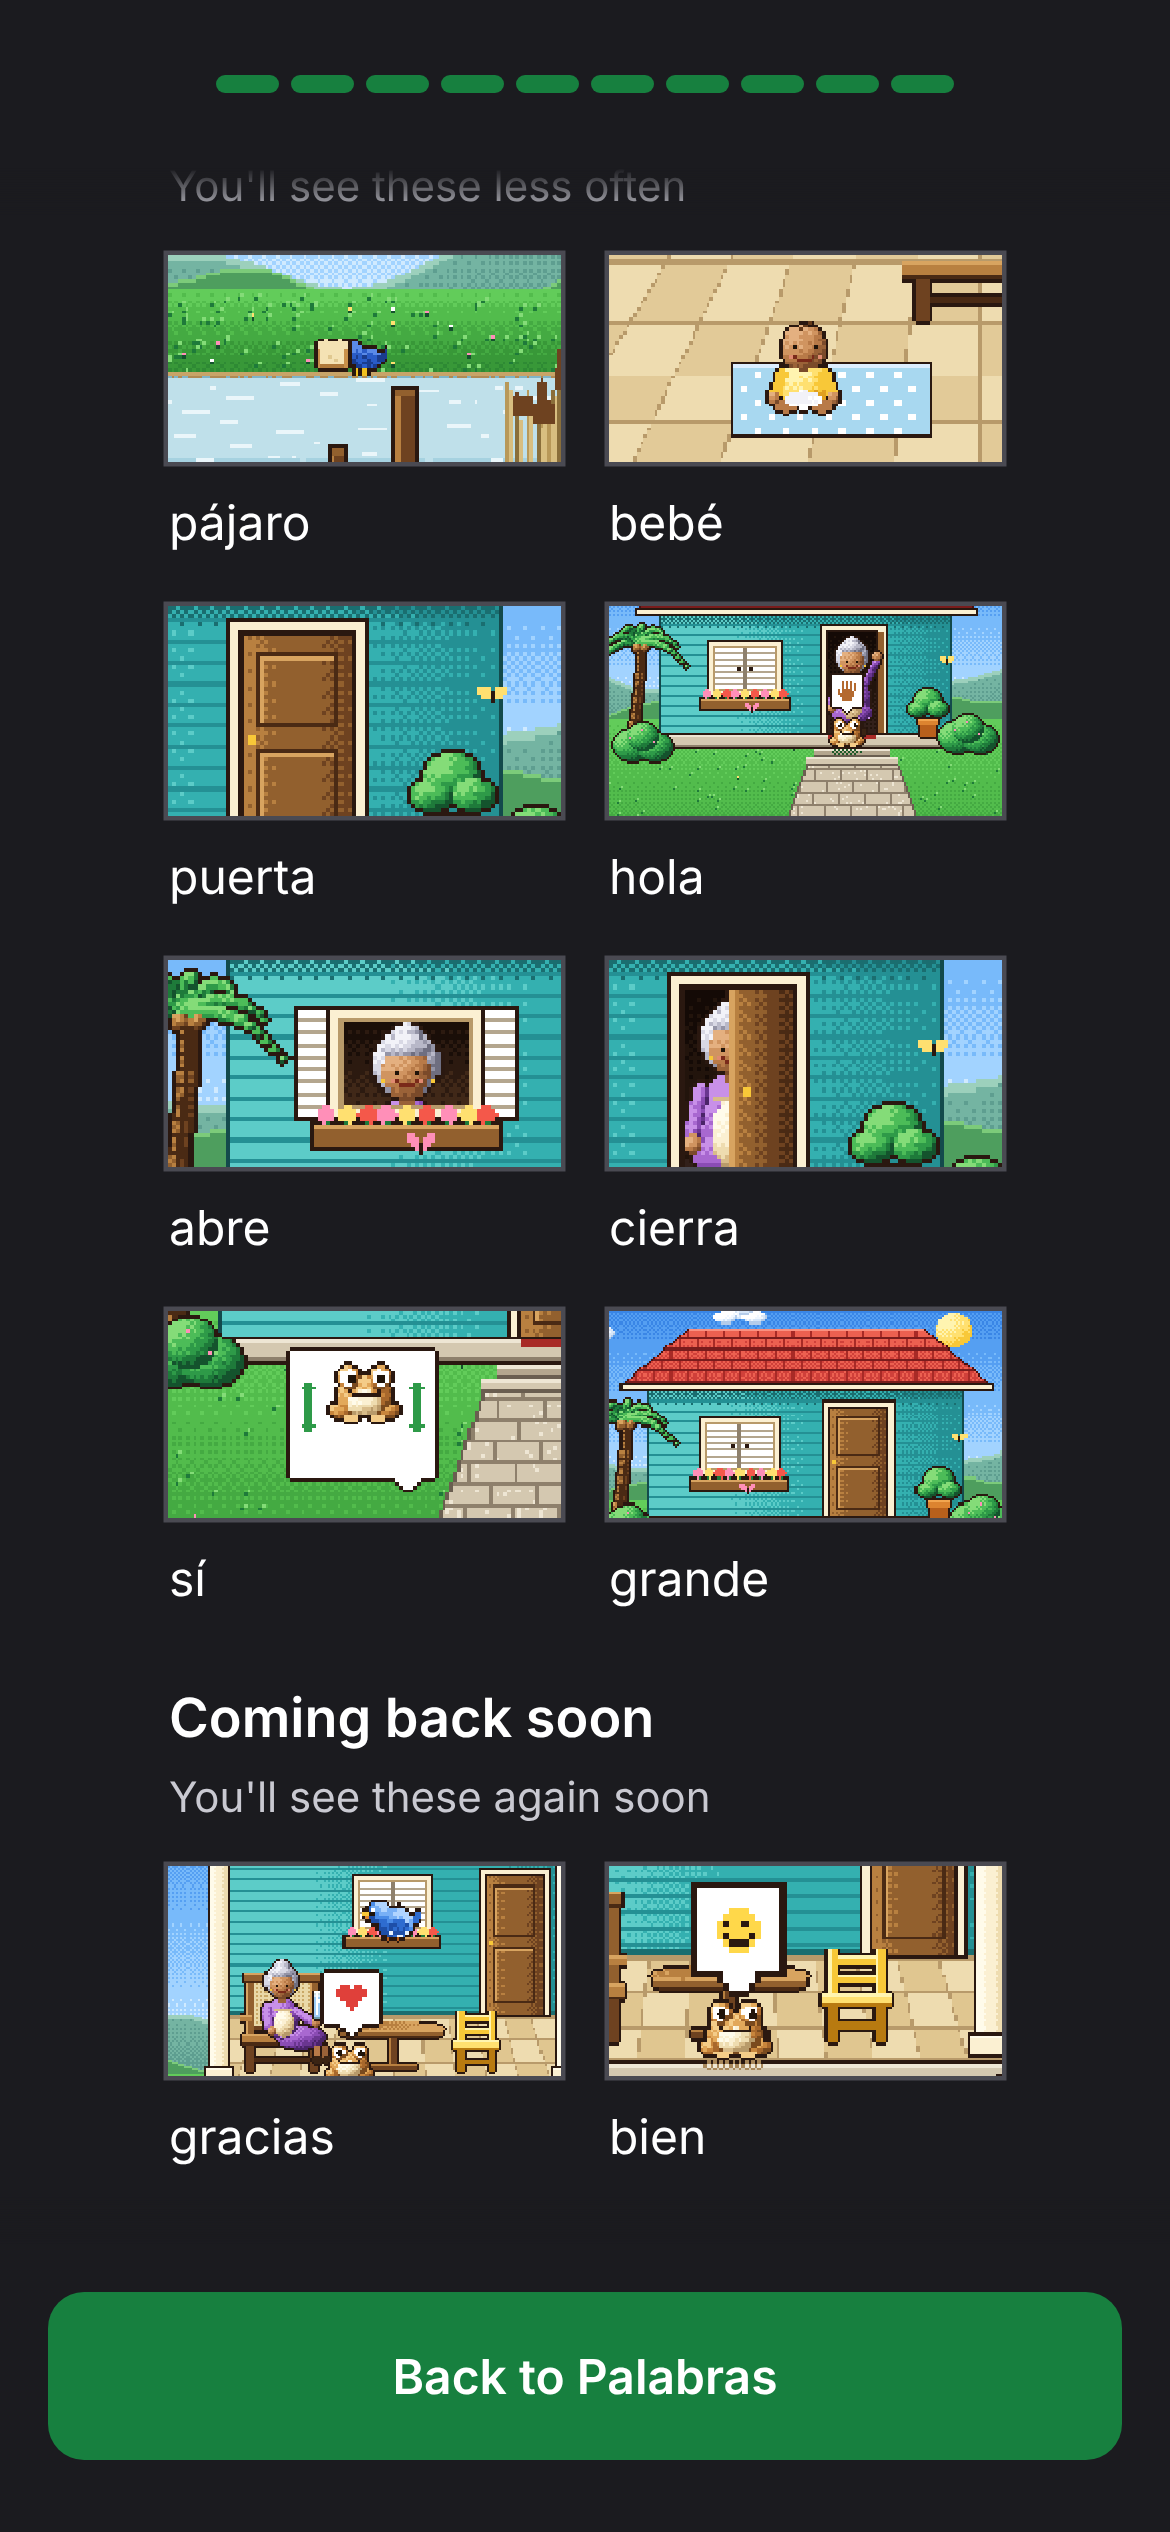 You'll see these less often
pájaro
bebé
puerta
hola
abre
cierra
sí
grande
Coming back soon
You'll see these again soon
gracias
bien
Back to Palabras